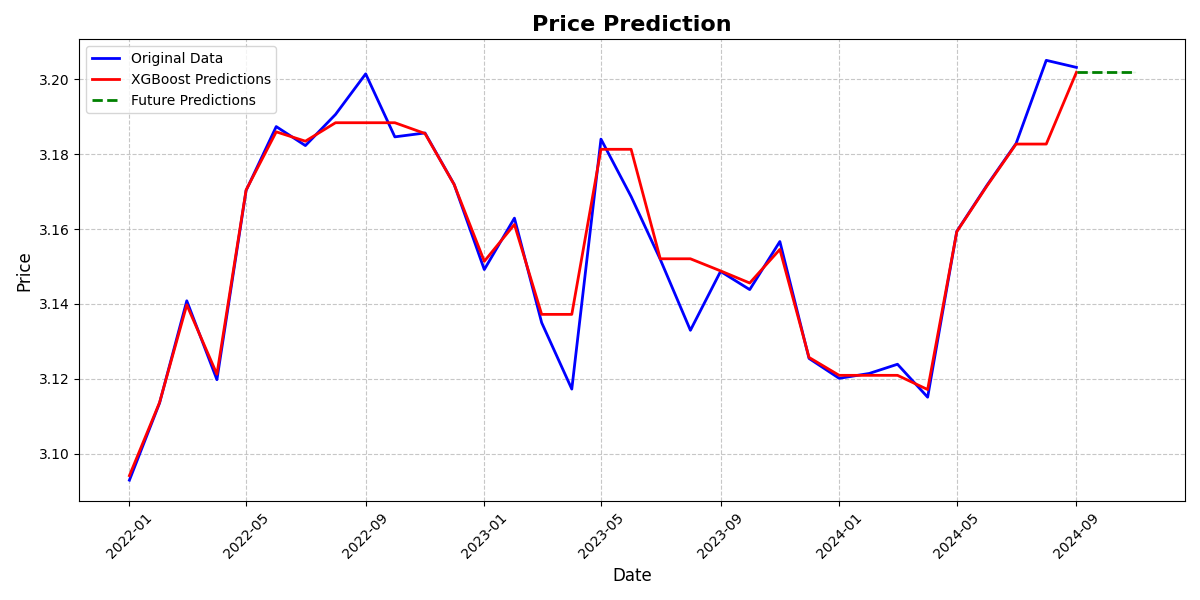 Price Prediction
Original Data
XGBoost Predictions
Future Predictions
Price
3.20
3.18
3.16
3.14
3.12
3.10
2022-01
2022-05
2022-09
2023-01
2023-05
2023-09
2024-01
2024-05
2024-09
Date